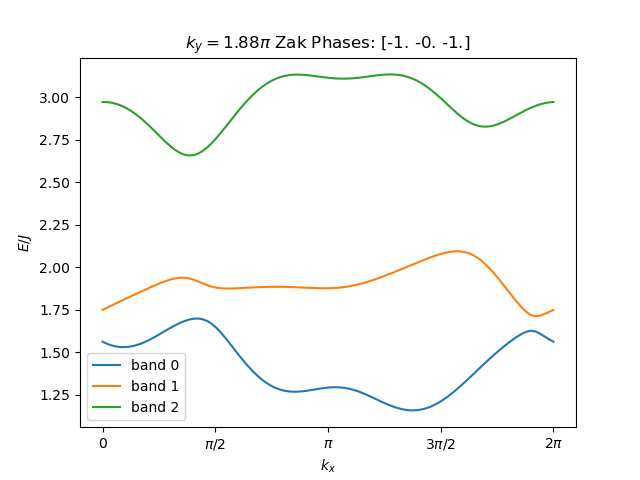 k_y = 1.88π Zak Phases: [-1. -0. -1.]
3.00
2.75
2.50
2.25
2.00
1.75
1.50
1.25
E/J
band 0
band 1
band 2
0
π/2
π
3π/2
2π
k_x